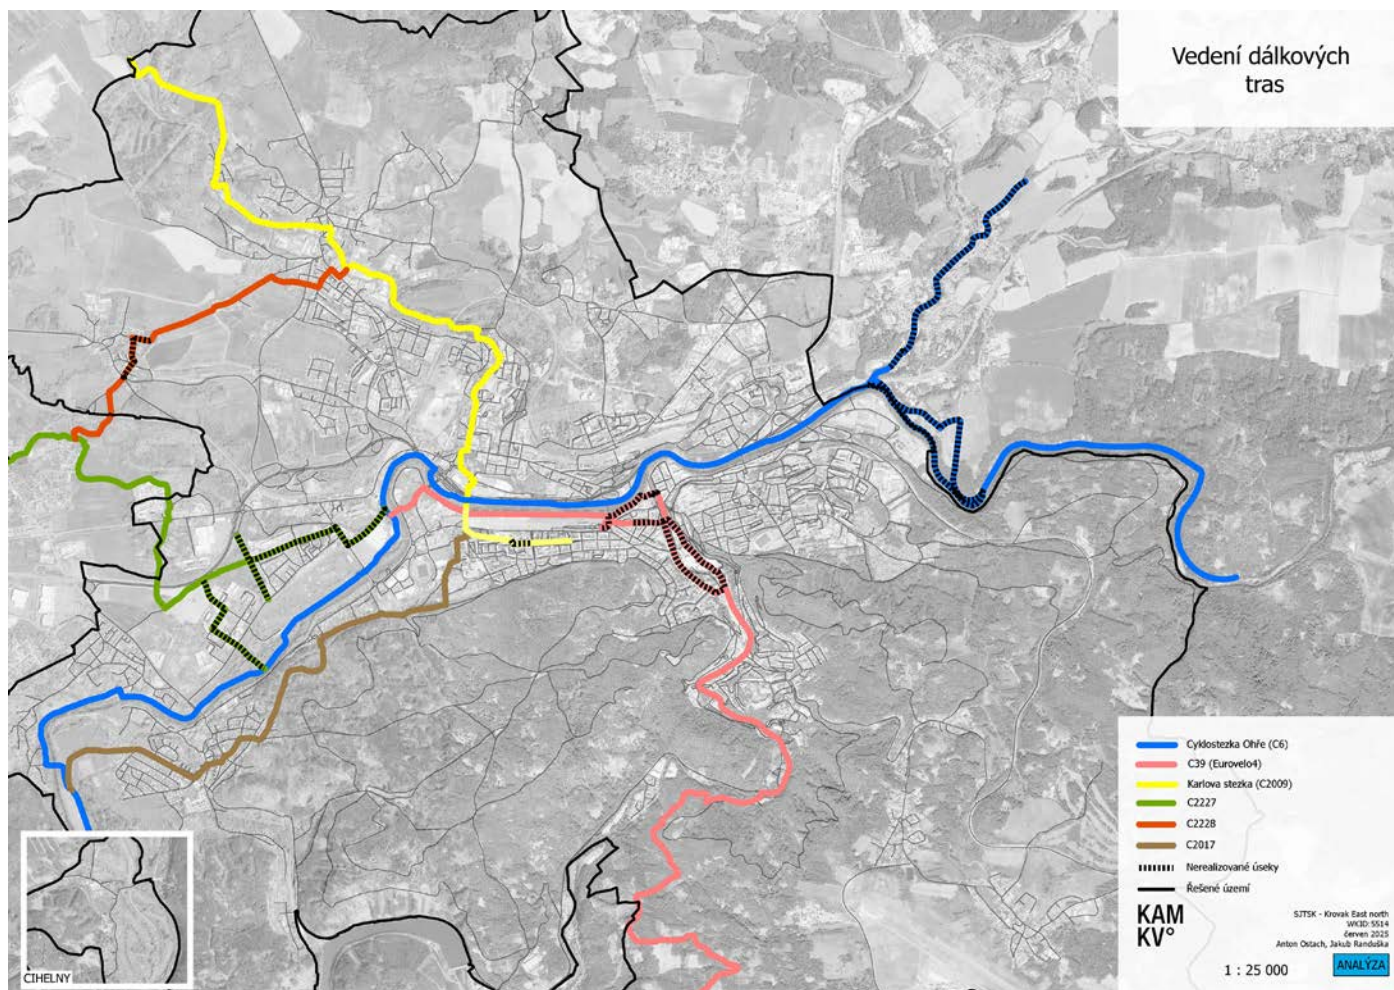 Vedení dálkových
tras
Cyklostezka Ohře (C6)
C39 (Eurovelo4)
Karlova stezka (C2009)
C2227
C2228
C2017
Nerealizované úseky
Řešené území
KAM
KV°
SJTSK - Krovak East north
WKID: 5514
červen 2025
Anton Ostach, Jakub Randuška
1 : 25 000
ANALÝZA
CIHELNY